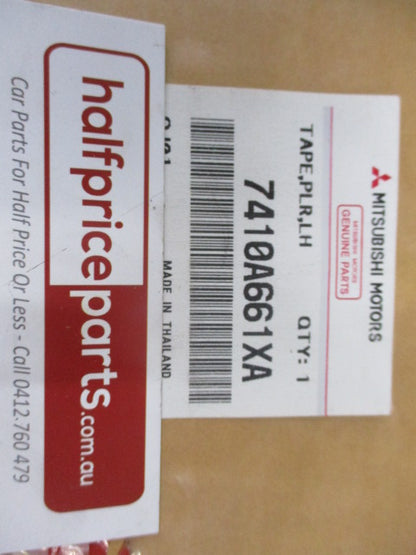 MITSUBISHI MOTORS
MITSUBISHI MOTORS
GENUINE PARTS
TAPE,PLR,LH QTY: 1
7410A661XA
MADE IN THAILAND
halfpriceparts.com.au
Car Parts For Half Price Or Less - Call 0412 760 479